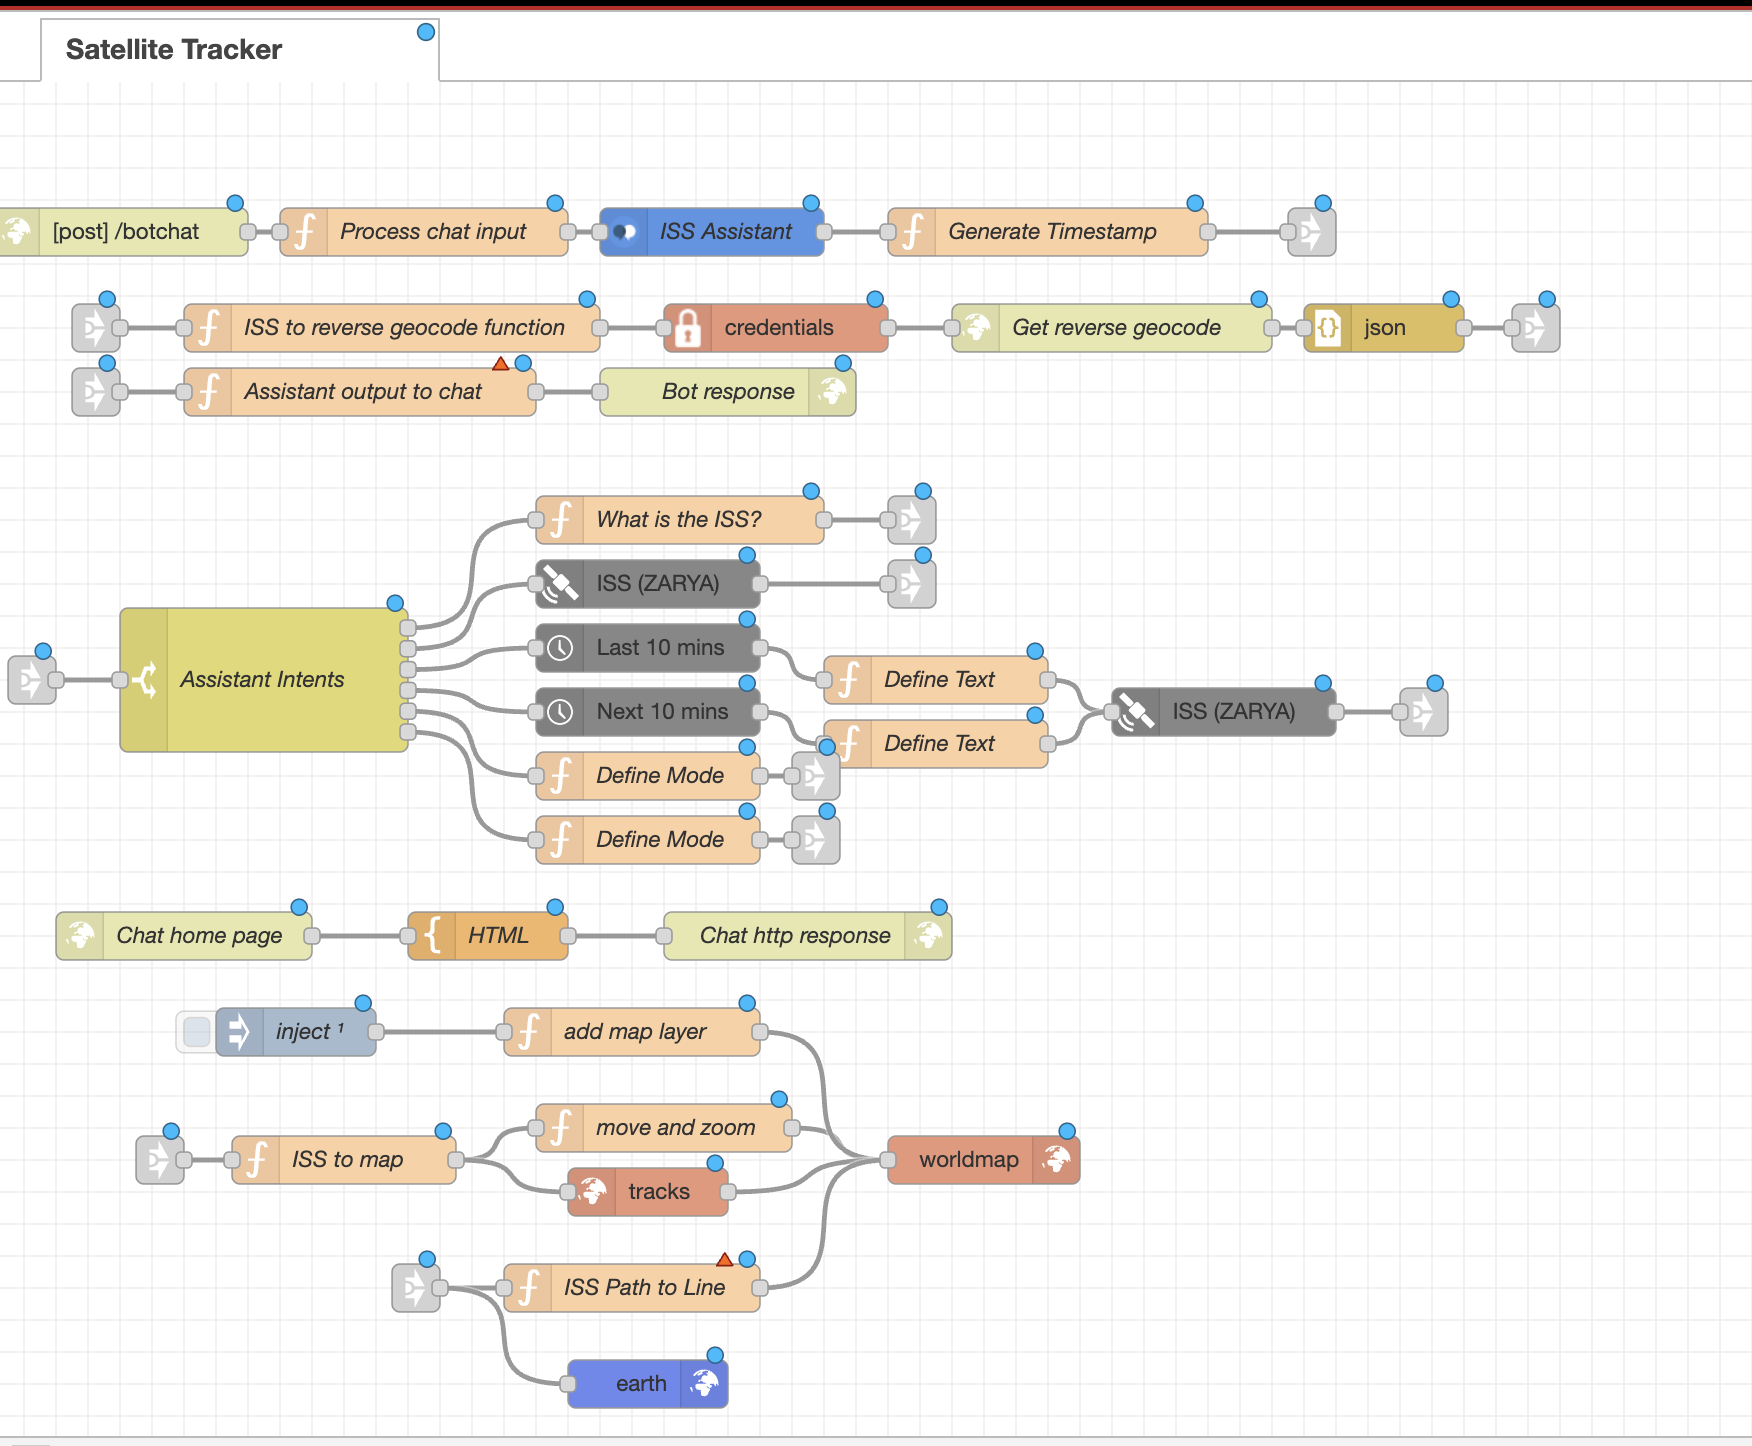 Satellite Tracker
[post] /botchat
Process chat input
ISS Assistant
Generate Timestamp
ISS to reverse geocode function
credentials
Get reverse geocode
json
Assistant output to chat
Bot response
What is the ISS?
ISS (ZARYA)
Last 10 mins
Define Text
Assistant Intents
Next 10 mins
ISS (ZARYA)
Define Text
Define Mode
Define Mode
Chat home page
HTML
Chat http response
inject ¹
add map layer
move and zoom
ISS to map
worldmap
tracks
ISS Path to Line
earth